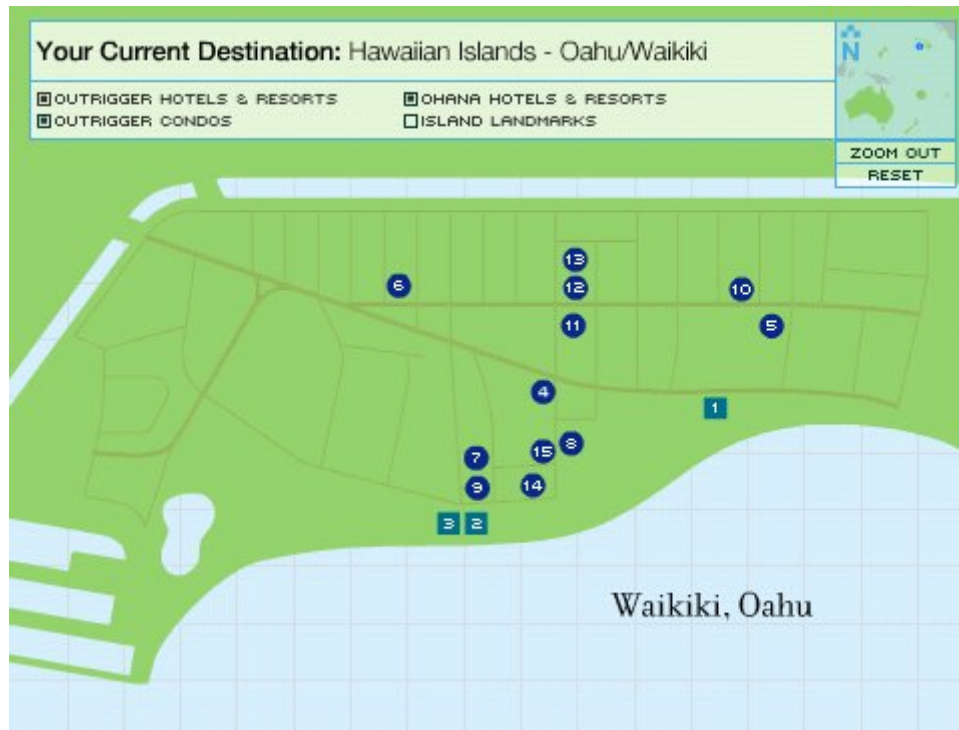 Your Current Destination: Hawaiian Islands - Oahu/Waikiki
N
OUTRIGGER HOTELS & RESORTS
OHANA HOTELS & RESORTS
OUTRIGGER CONDOS
ISLAND LANDMARKS
ZOOM OUT
RESET
13
6
12
10
11
5
4
1
8
15
7
14
9
3
2
Waikiki, Oahu